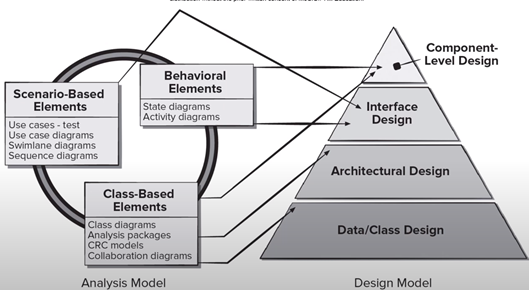 Scenario-Based
Elements
Use cases - test
Use case diagrams
Swimlane diagrams
Sequence diagrams
Behavioral
Elements
State diagrams
Activity diagrams
Class-Based
Elements
Class diagrams
Analysis packages
CRC models
Collaboration diagrams
Analysis Model
Component-
Level Design
Interface
Design
Architectural Design
Data/Class Design
Design Model